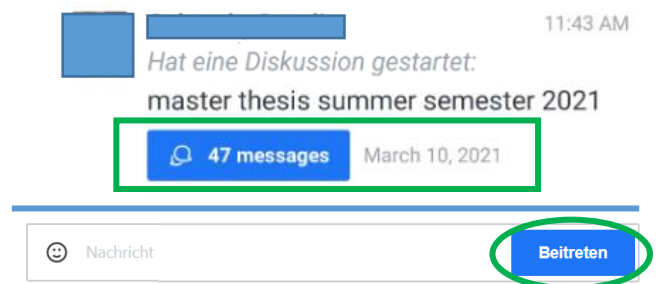 11:43 AM
Hat eine Diskussion gestartet:
master thesis summer semester 2021
47 messages March 10, 2021
Nachricht Beitreten